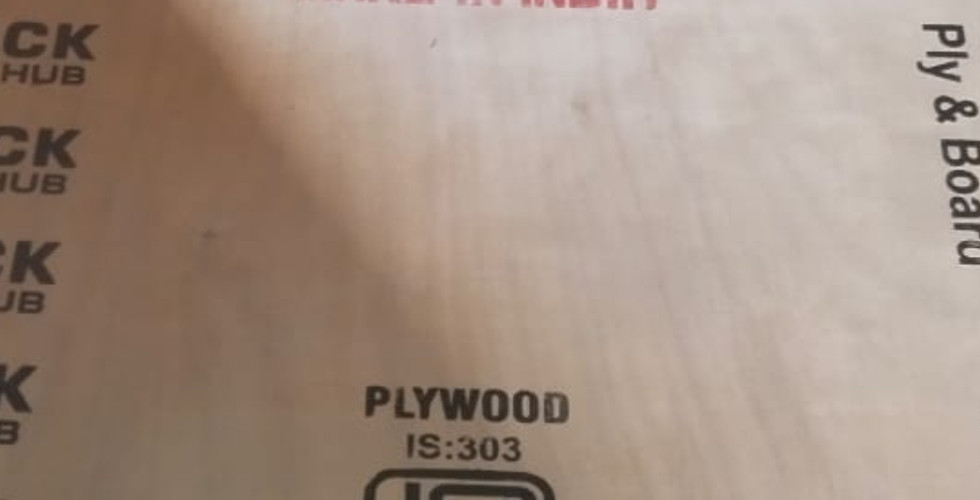 CK
HUB
CK
HUB
CK
UB
K
B
PLYWOOD
IS:303
Ply & Board